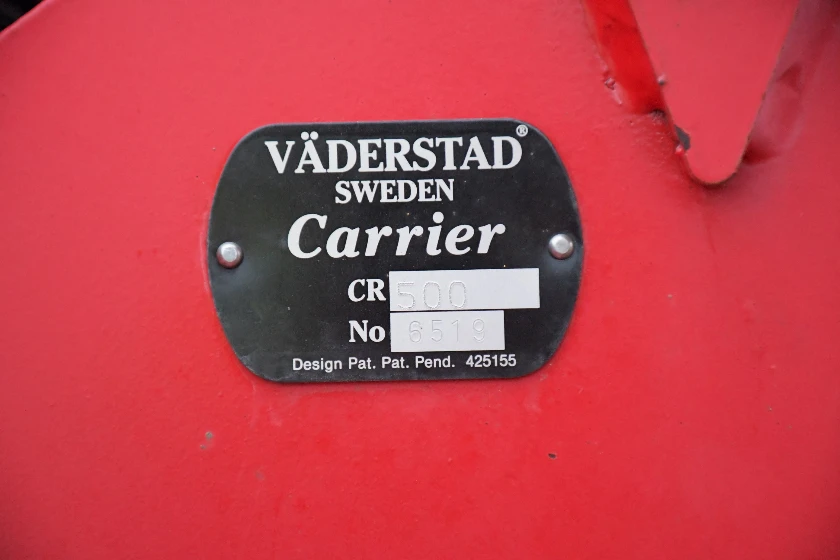 VÄDERSTAD®
SWEDEN
Carrier
CR 500
No 6519
Design Pat. Pat. Pend. 425155